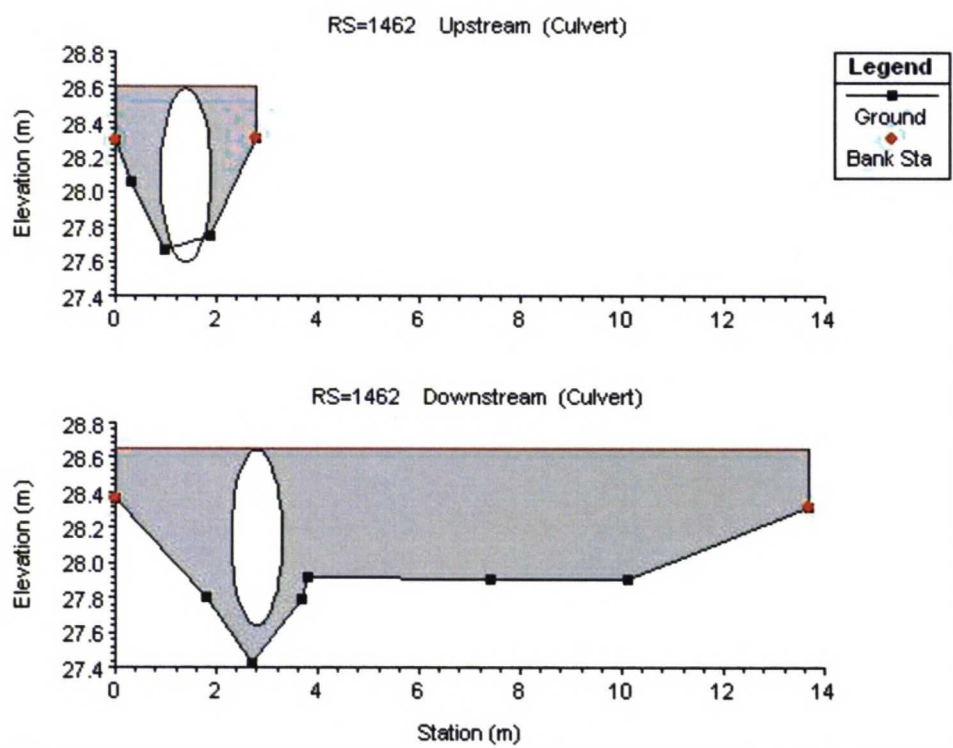 RS=1462 Upstream (Culvert)
28.8
28.6
28.4
28.2
28.0
27.8
27.6
27.4
Elevation (m)
0 2 4 6 8 10 12 14
Legend
Ground
Bank Sta
RS=1462 Downstream (Culvert)
28.8
28.6
28.4
28.2
28.0
27.8
27.6
27.4
Elevation (m)
0 2 4 6 8 10 12 14
Station (m)